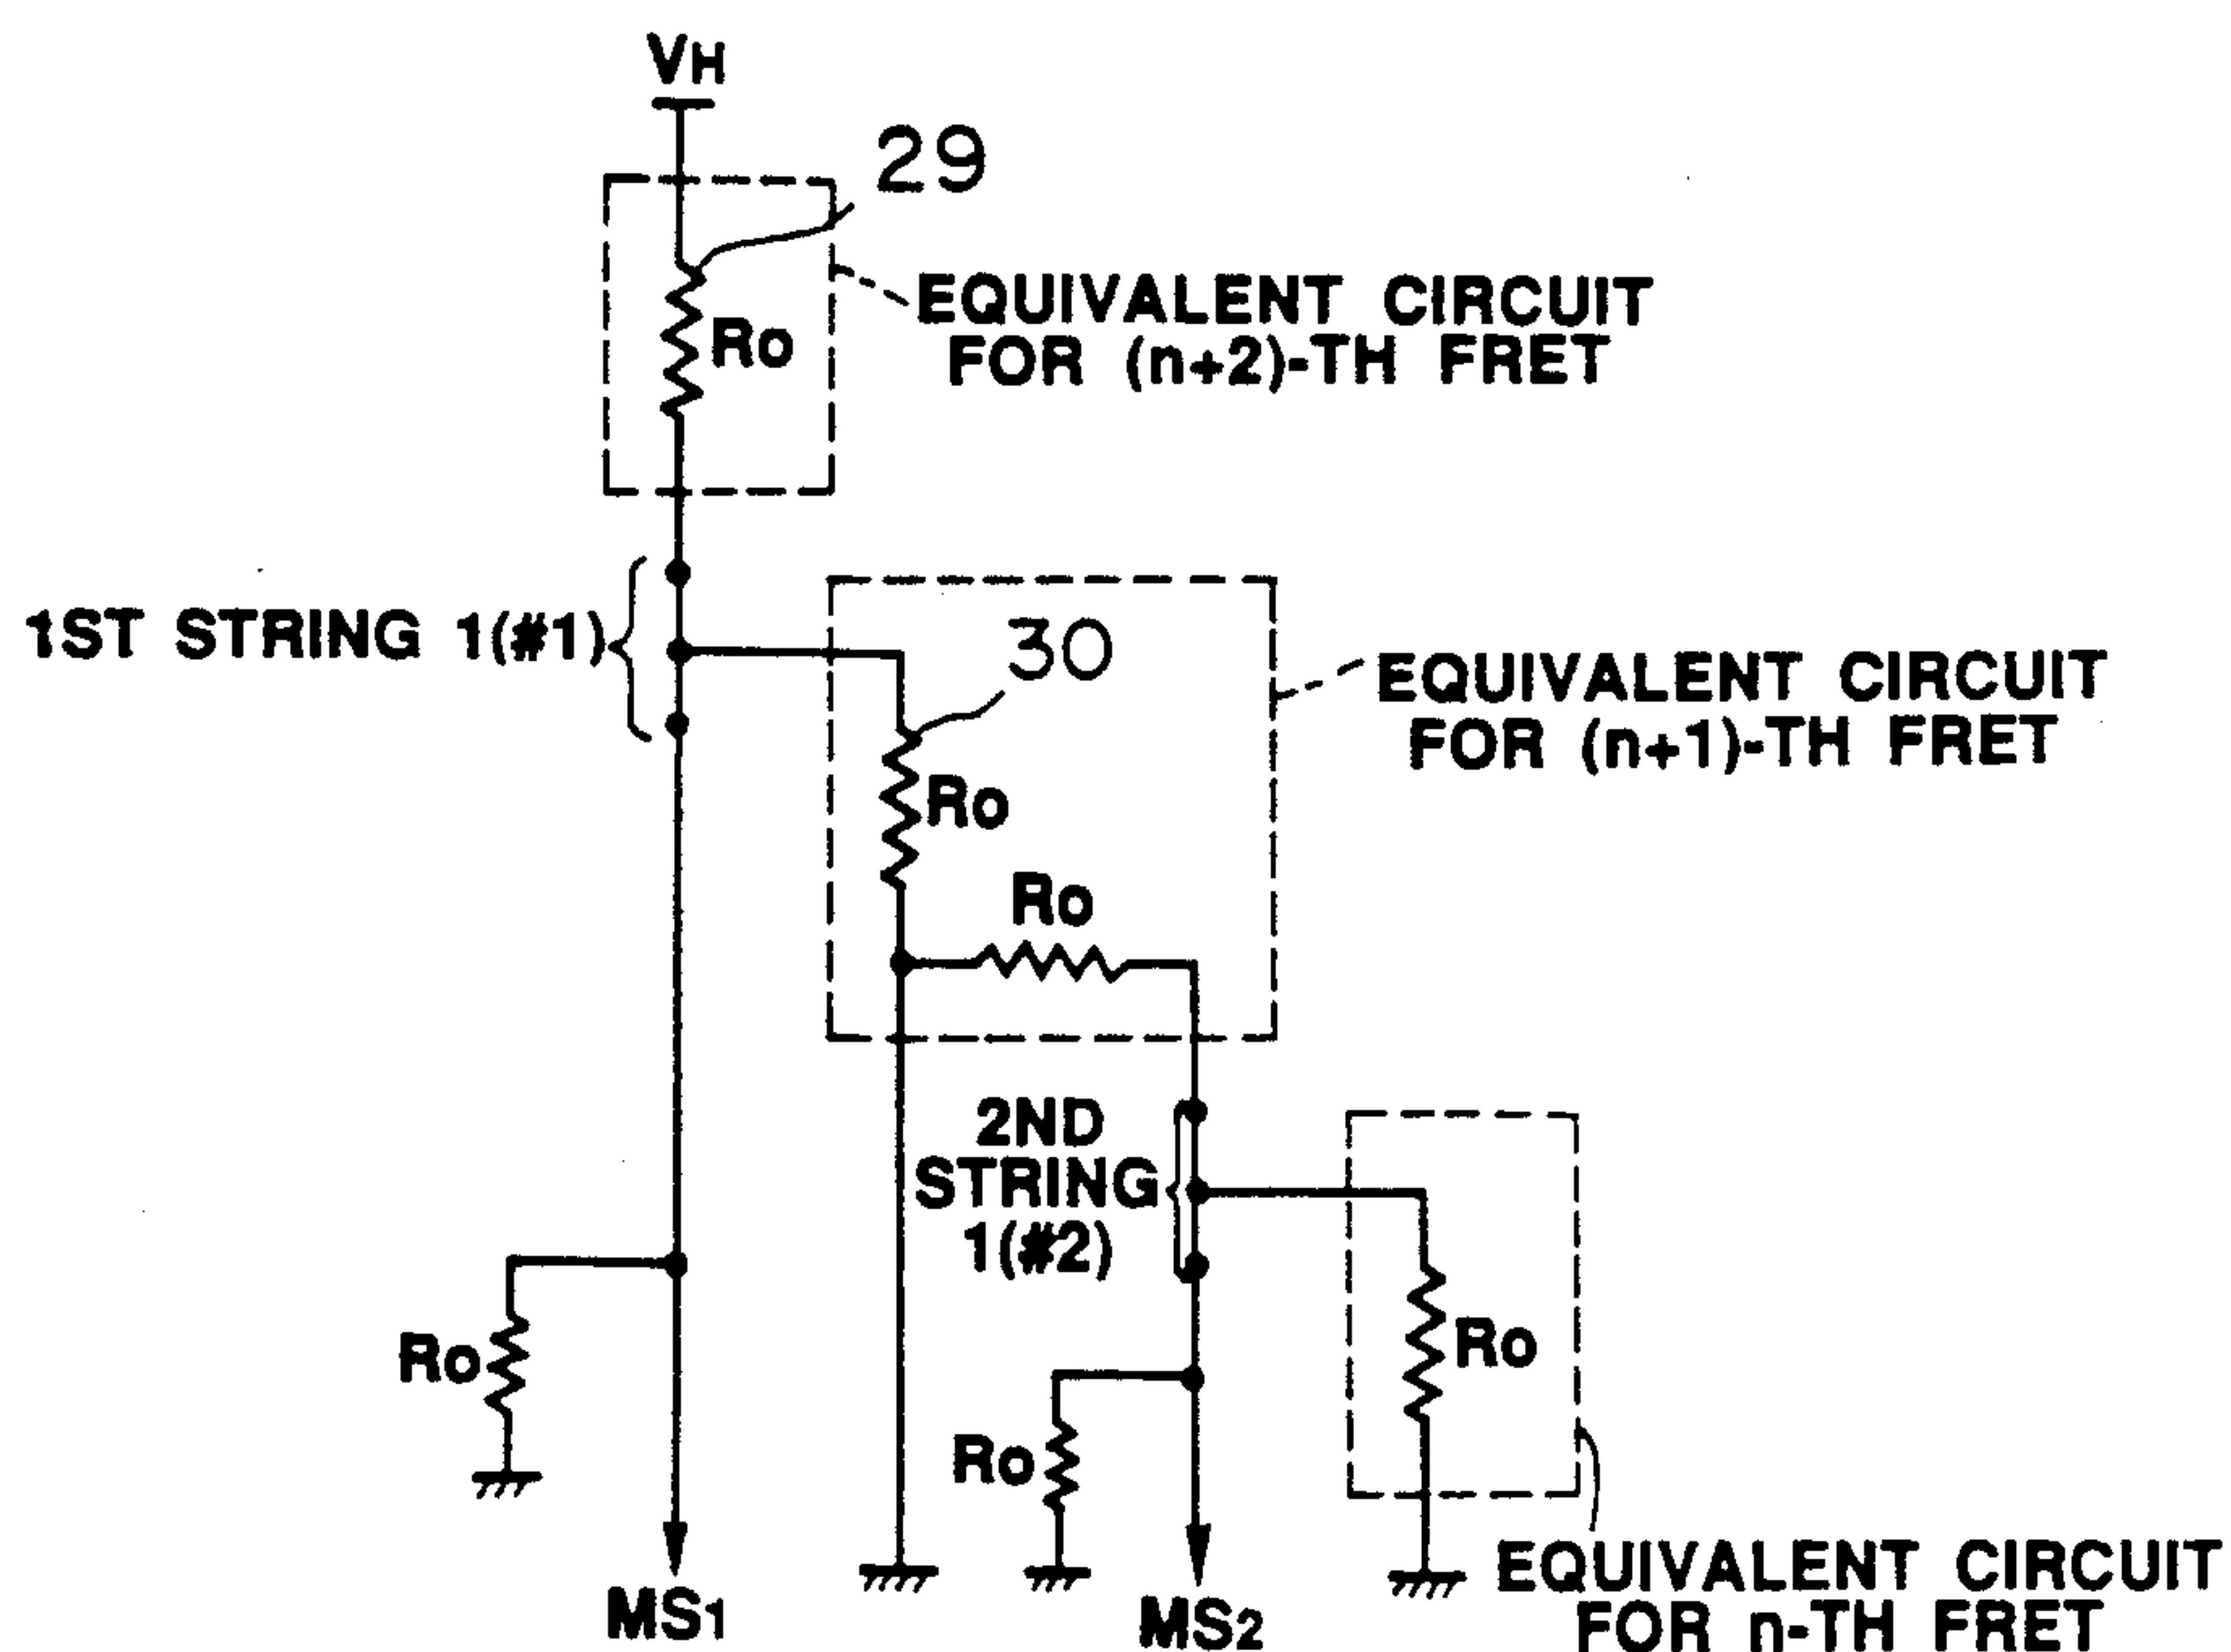 VH
29
Ro
EQUIVALENT CIRCUIT
FOR (n+2)-TH FRET
1ST STRING 1(#1)
30
EQUIVALENT CIRCUIT
FOR (n+1)-TH FRET
Ro
Ro
2ND
STRING
1(#2)
Ro
Ro
Ro
EQUIVALENT CIRCUIT
FOR n-TH FRET
MS1
MS2